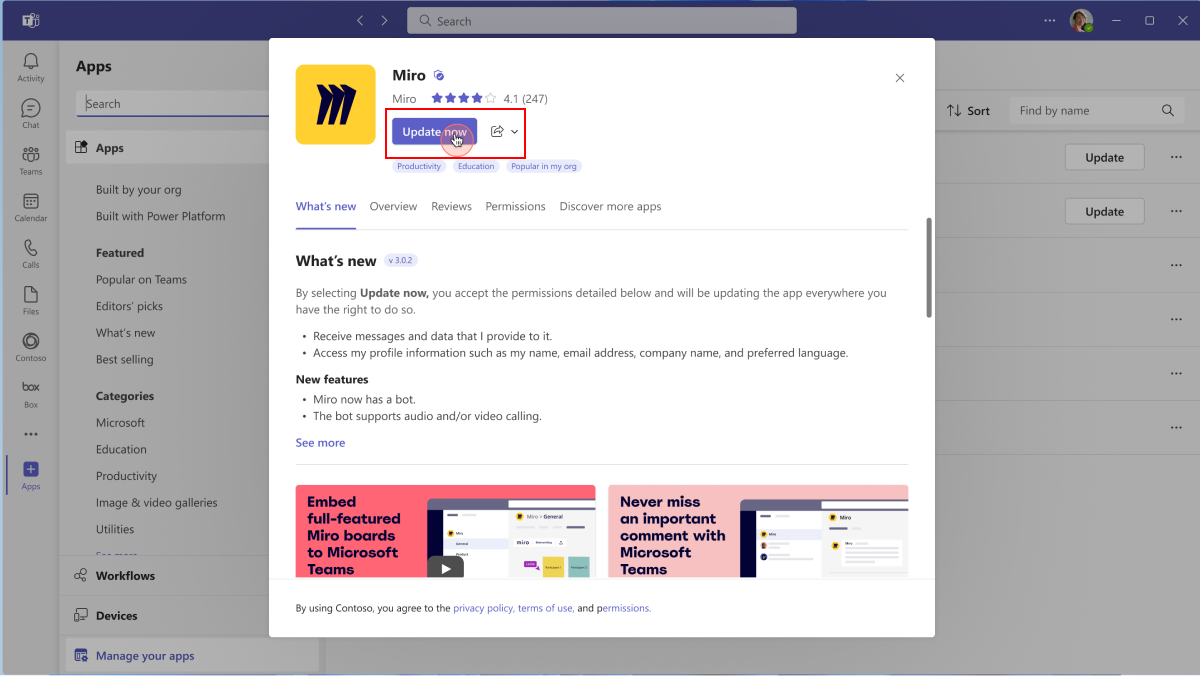 Search
Activity
Chat
Teams
Calendar
Calls
Files
Contoso
box
Box
Apps
Apps
Search
Apps
Built by your org
Built with Power Platform
Featured
Popular on Teams
Editors' picks
What's new
Best selling
Categories
Microsoft
Education
Productivity
Image & video galleries
Utilities
See more
Workflows
Devices
Manage your apps
Sort
Find by name
Update
Update
Miro
Miro 4.1 (247)
Update now
Productivity Education Popular in my org
What's new Overview Reviews Permissions Discover more apps
What's new v 3.0.2
By selecting Update now, you accept the permissions detailed below and will be updating the app everywhere you
have the right to do so.
• Receive messages and data that I provide to it.
• Access my profile information such as my name, email address, company name, and preferred language.
New features
• Miro now has a bot.
• The bot supports audio and/or video calling.
See more
Embed
full-featured
Miro boards
to Microsoft
Teams
Miro
General
Product
Miro > General
miro
Never miss
an important
comment with
Microsoft
Teams
Miro
Miro
Miro
By using Contoso, you agree to the privacy policy, terms of use, and permissions.